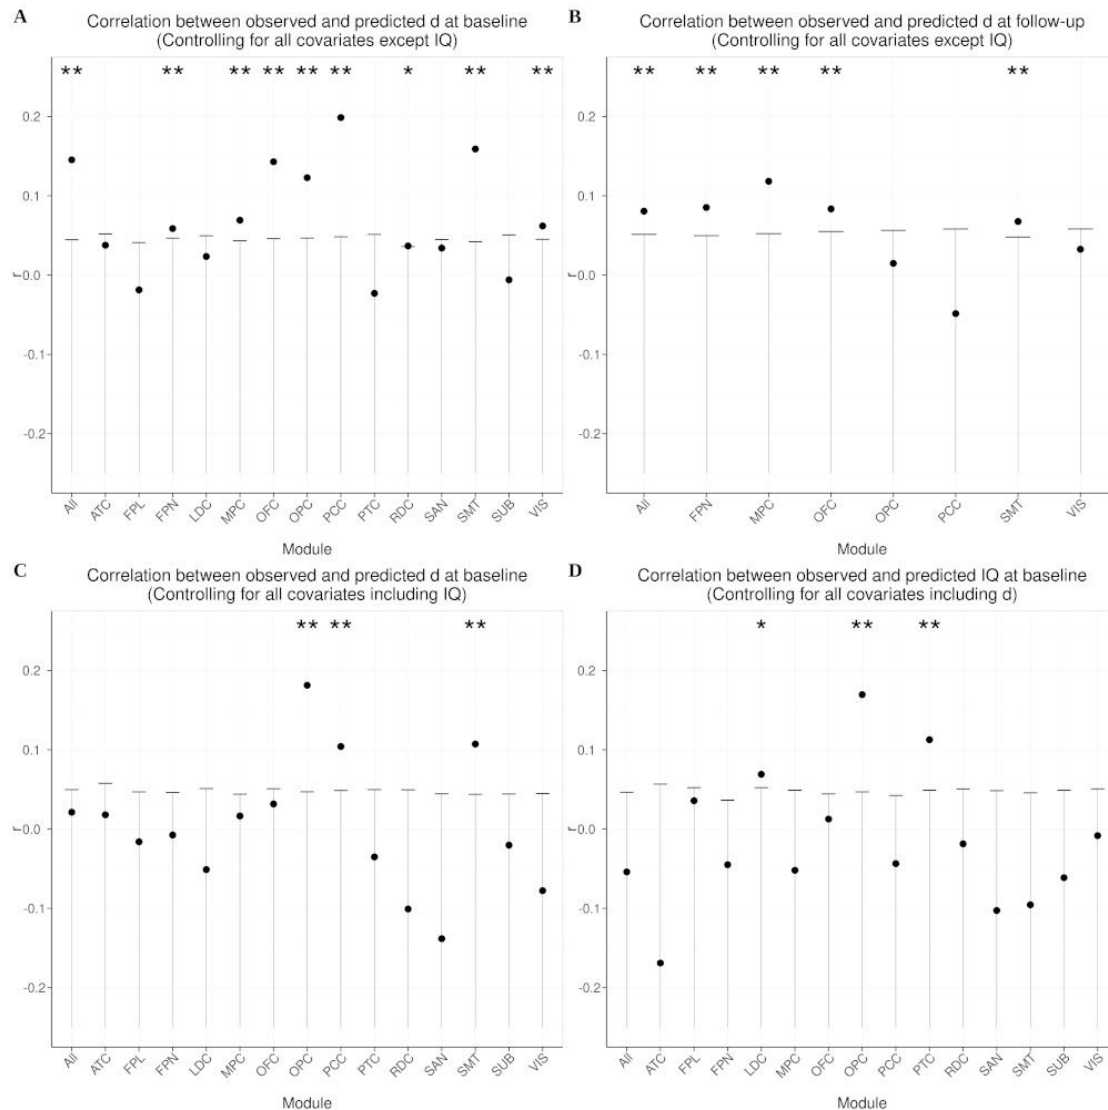 A
Correlation between observed and predicted d at baseline
(Controlling for all covariates except IQ)
** ** ** ** ** ** * ** **
0.2
0.1
0.0
-0.1
-0.2
r
All ATC FPL FPN LDC MPC OFC OPC PCC PTC RDC SAN SMT SUB VIS
Module
B
Correlation between observed and predicted d at follow-up
(Controlling for all covariates except IQ)
** ** ** ** **
0.2
0.1
0.0
-0.1
-0.2
r
All FPN MPC OFC OPC PCC SMT VIS
Module
C
Correlation between observed and predicted d at baseline
(Controlling for all covariates including IQ)
** ** **
0.2
0.1
0.0
-0.1
-0.2
r
All ATC FPL FPN LDC MPC OFC OPC PCC PTC RDC SAN SMT SUB VIS
Module
D
Correlation between observed and predicted IQ at baseline
(Controlling for all covariates including d)
* ** **
0.2
0.1
0.0
-0.1
-0.2
r
All ATC FPL FPN LDC MPC OFC OPC PCC PTC RDC SAN SMT SUB VIS
Module